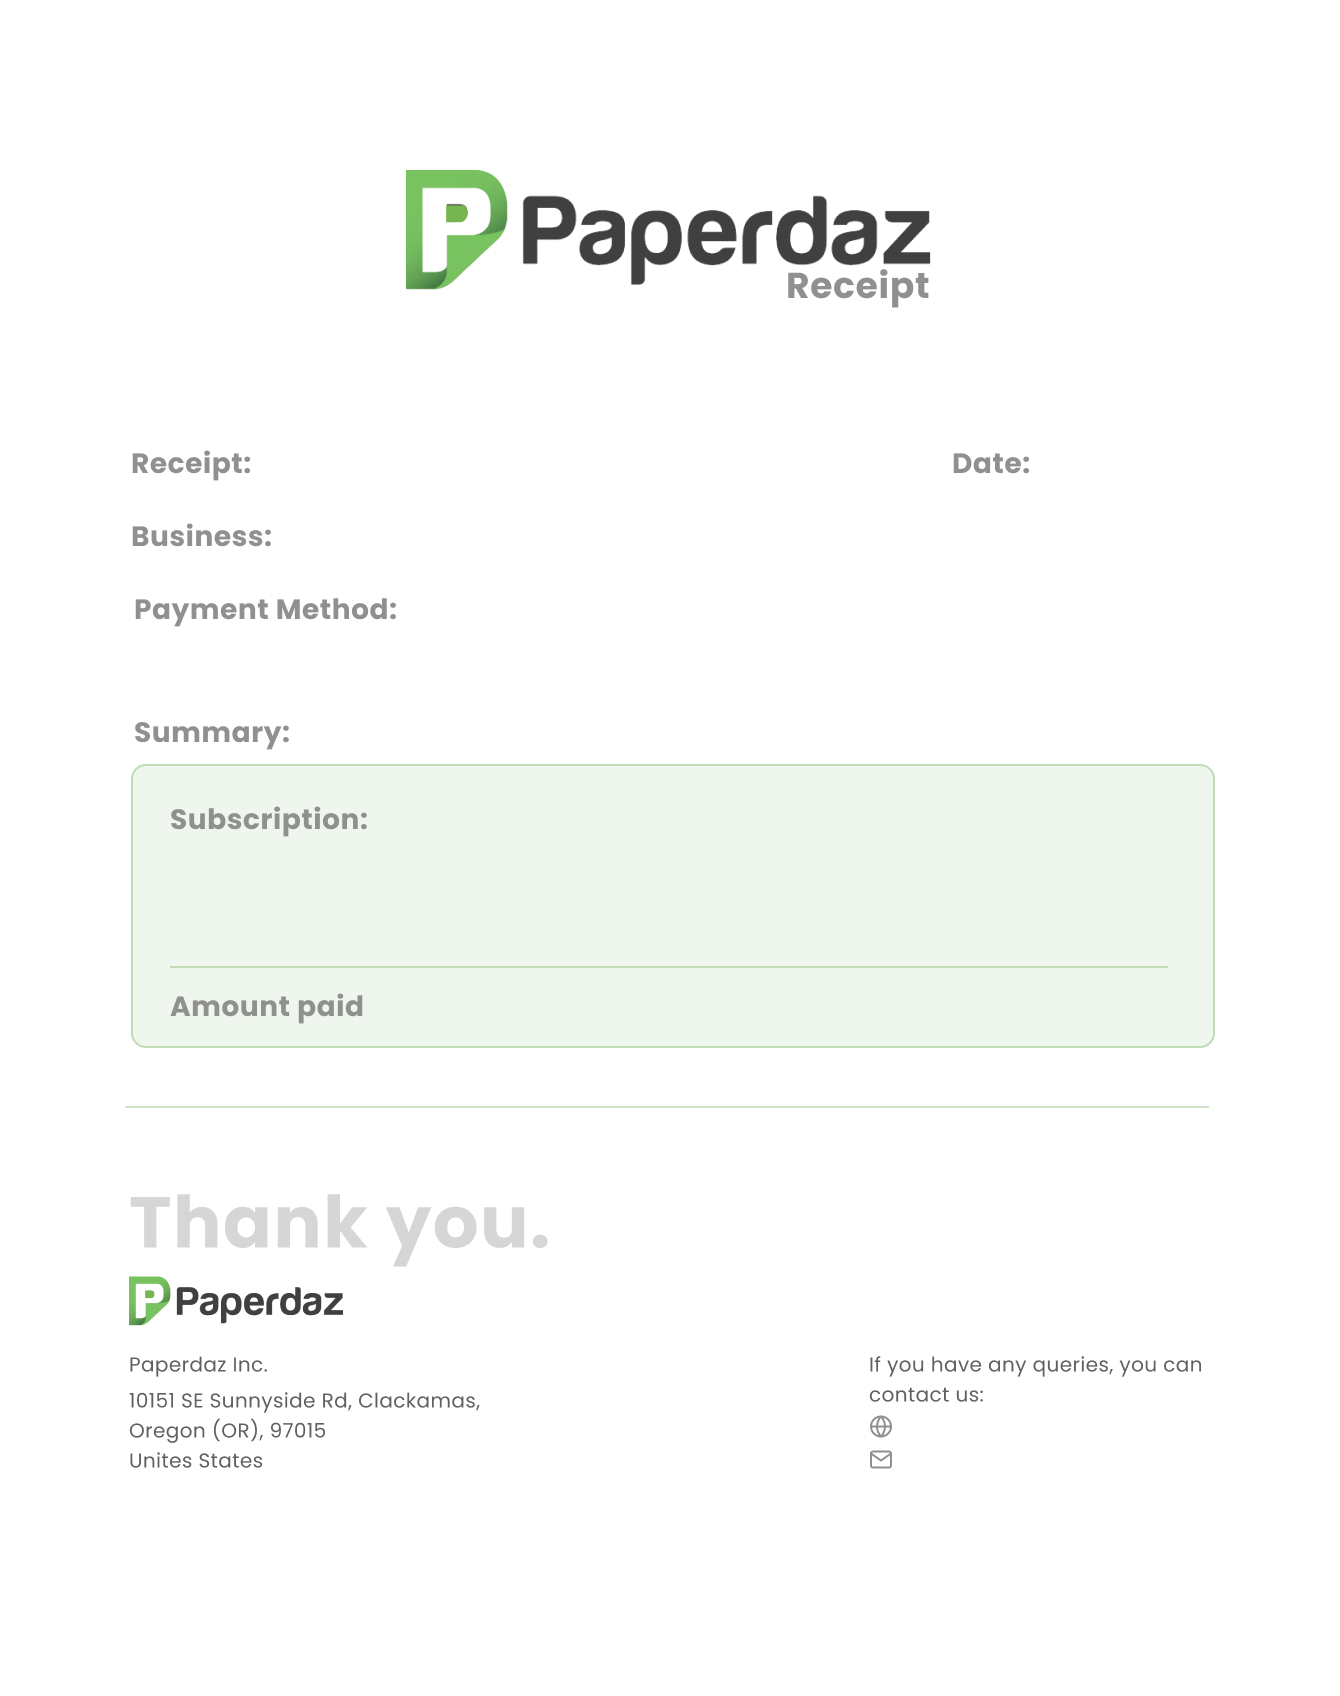 Paperdaz
Receipt
Receipt:
Date:
Business:
Payment Method:
Summary:
Subscription:
Amount paid
Thank you.
Paperdaz
Paperdaz Inc.
10151 SE Sunnyside Rd, Clackamas,
Oregon (OR), 97015
Unites States
If you have any queries, you can
contact us: